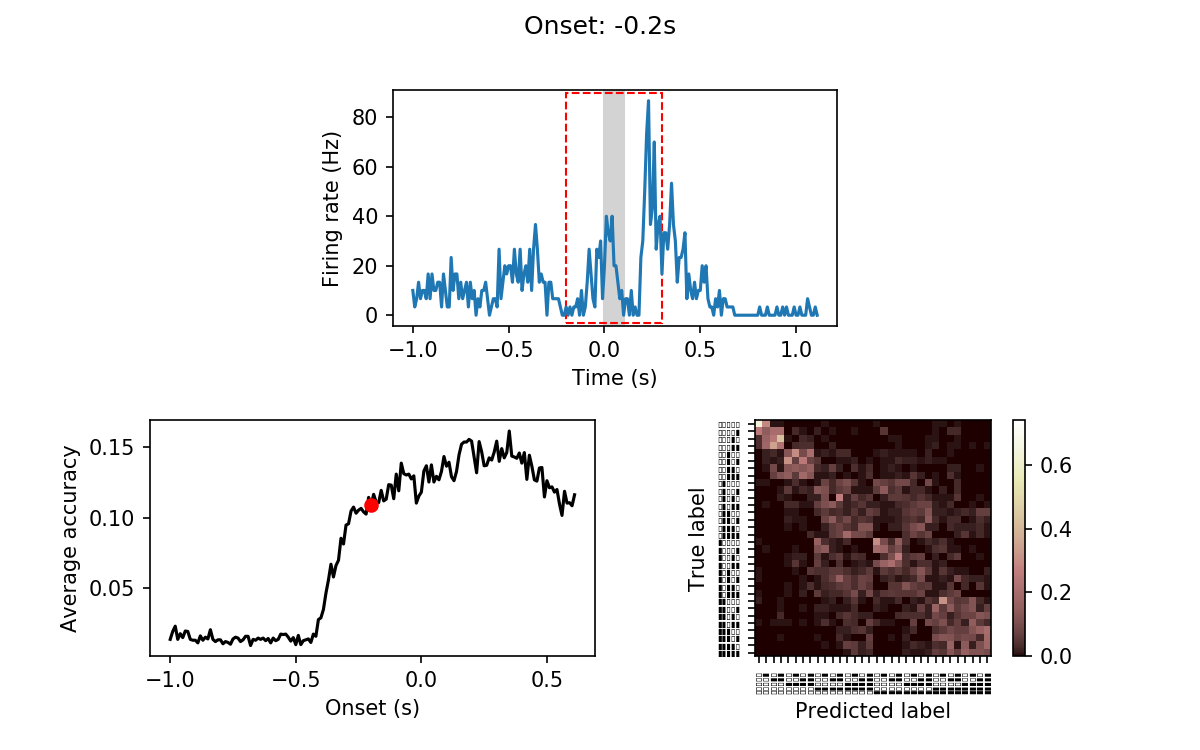 Onset: -0.2s
Firing rate (Hz)
80
60
40
20
0
−1.0 −0.5 0.0 0.5 1.0
Time (s)
Average accuracy
0.15
0.10
0.05
−1.0 −0.5 0.0 0.5
Onset (s)
True label
Predicted label
0.6
0.4
0.2
0.0